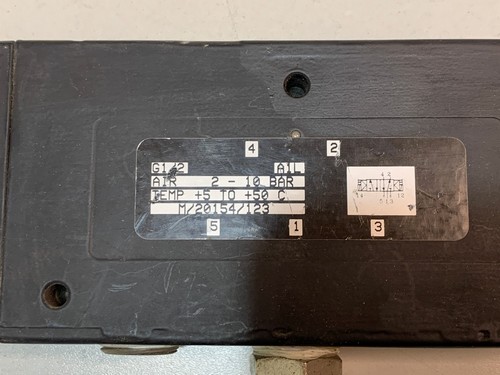 4 2
G1/2 A1L
AIR 2 - 10 BAR
TEMP +5 TO +50 C
M/20154/123
5 1 3